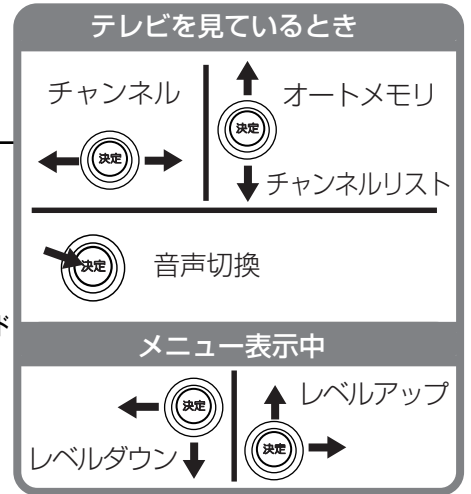 テレビを見ているとき
チャンネル
決定
決定
オートメモリ
チャンネルリスト
決定
音声切換
ド
メニュー表示中
決定
レベルダウン
レベルアップ
決定